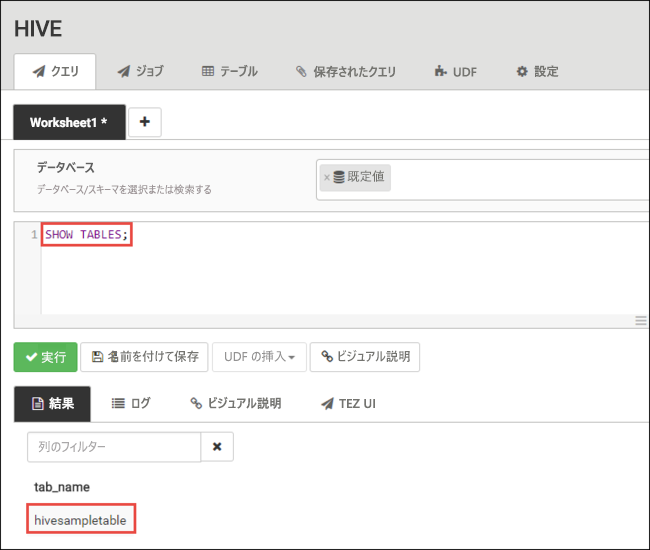 HIVE
クエリ ジョブ テーブル 保存されたクエリ UDF 設定
Worksheet1 * +
データベース
データベース/スキーマを選択または検索する
× 既定値
1 SHOW TABLES;
実行 名前を付けて保存 UDF の挿入 ビジュアル説明
結果 ログ ビジュアル説明 TEZ UI
列のフィルター
tab_name
hivesampletable